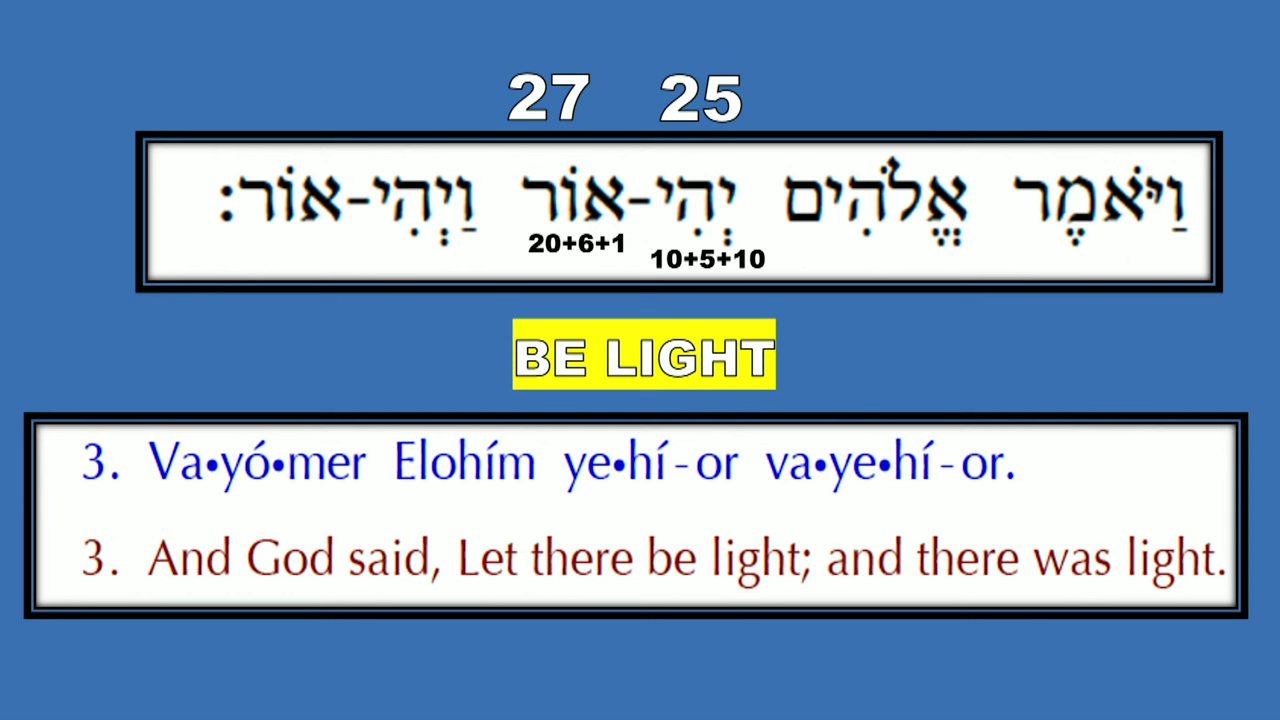 27 25
וַיֹּאמֶר אֱלֹהִים יְהִי-אוֹר וַיְהִי-אוֹר:
20+6+1
10+5+10
BE LIGHT
3. Va•yó•mer Elohím ye•hí-or va•ye•hí-or.
3. And God said, Let there be light; and there was light.